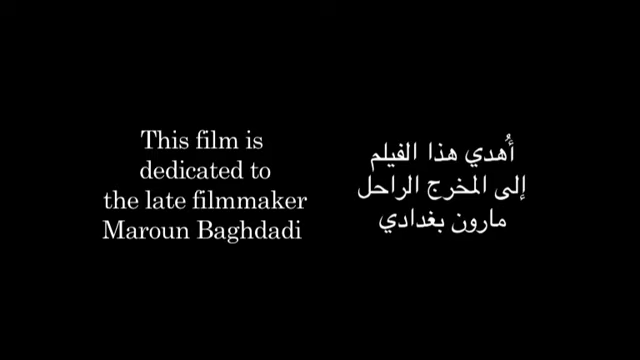 This film is
dedicated to
the late filmmaker
Maroun Baghdadi
أُهدي هذا الفيلم
إلى المخرج الراحل
مارون بغدادي